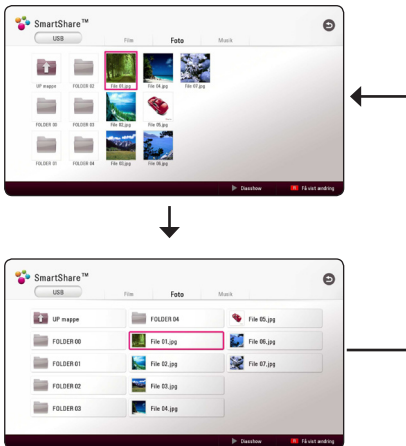 SmartShare™
USB
Film Foto Musik
UP mappe FOLDER 02 File 01.jpg File 04.jpg File 07.jpg
FOLDER 00 FOLDER 03 File 02.jpg File 05.jpg
FOLDER 01 FOLDER 04 File 03.jpg File 06.jpg
Diasshow Få vist ændring
SmartShare™
USB
Film Foto Musik
UP mappe FOLDER 04 File 05.jpg
FOLDER 00 File 01.jpg File 06.jpg
FOLDER 01 File 02.jpg File 07.jpg
FOLDER 02 File 03.jpg
FOLDER 03 File 04.jpg
Diasshow Få vist ændring